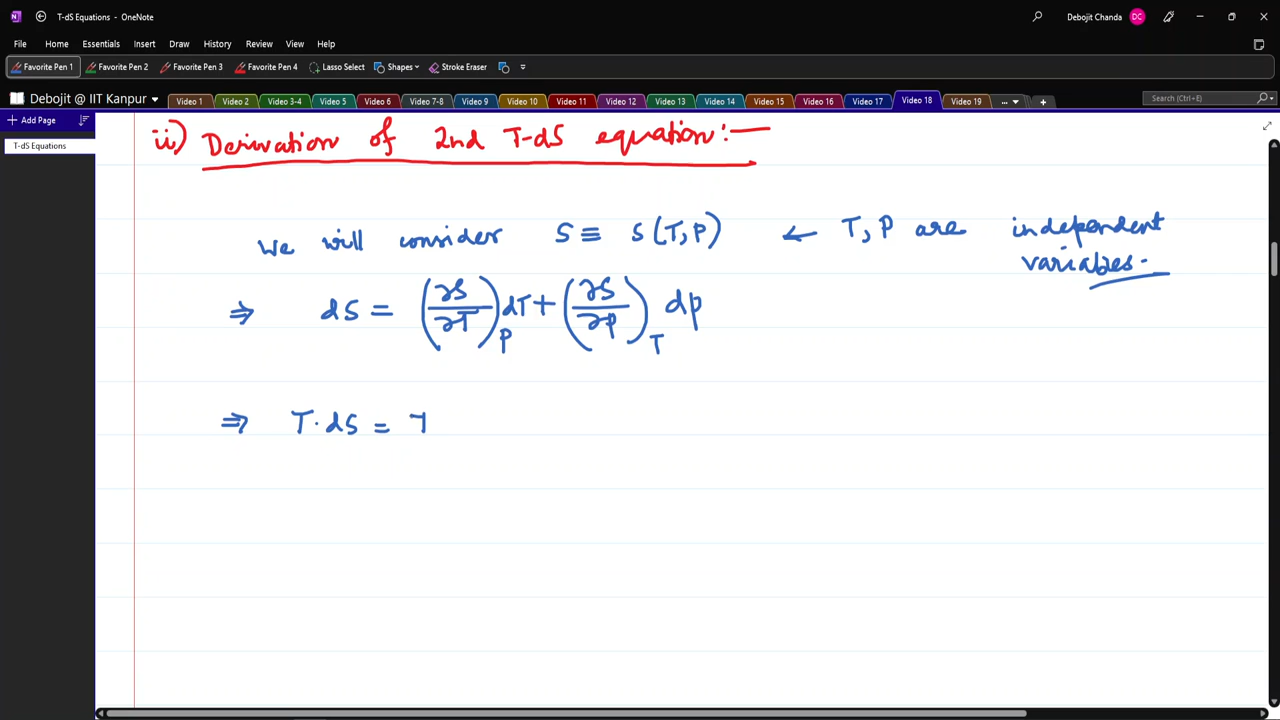 T-dS Equations - OneNote
Debojit Chanda DC
File Home Essentials Insert Draw History Review View Help
Favorite Pen 1 Favorite Pen 2 Favorite Pen 3 Favorite Pen 4 Lasso Select Shapes Stroke Eraser
Debojit @ IIT Kanpur Video 1 Video 2 Video 3-4 Video 5 Video 6 Video 7-8 Video 9 Video 10 Video 11 Video 12 Video 13 Video 14 Video 15 Video 16 Video 17 Video 18 Video 19 ... Search (Ctrl+E)
Add Page
T-dS Equations
ii) Derivation of 2nd T-dS equation:—
We will consider S ≡ S(T,P) ← T, P are independent
variables.
⇒ dS = (∂S/∂T)_P dT + (∂S/∂P)_T dp
⇒ T·dS = T